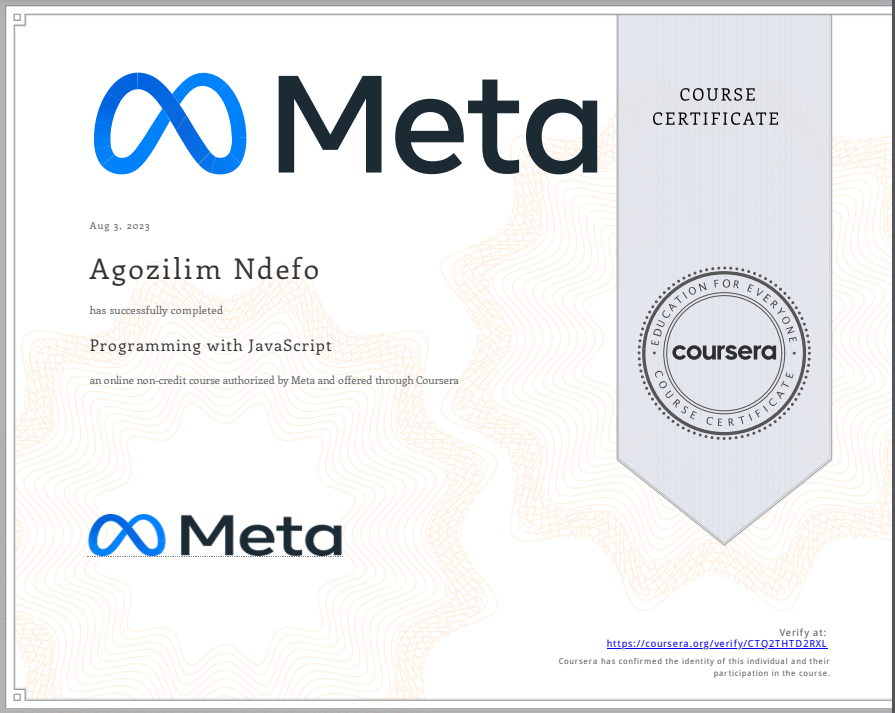 Meta
COURSE
CERTIFICATE
Aug 3, 2023
Agozilim Ndefo
has successfully completed
Programming with JavaScript
an online non-credit course authorized by Meta and offered through Coursera
EDUCATION FOR EVERYONE
coursera
COURSE CERTIFICATE
Meta
Verify at:
https://coursera.org/verify/CTQ2THTD2RXL
Coursera has confirmed the identity of this individual and their
participation in the course.